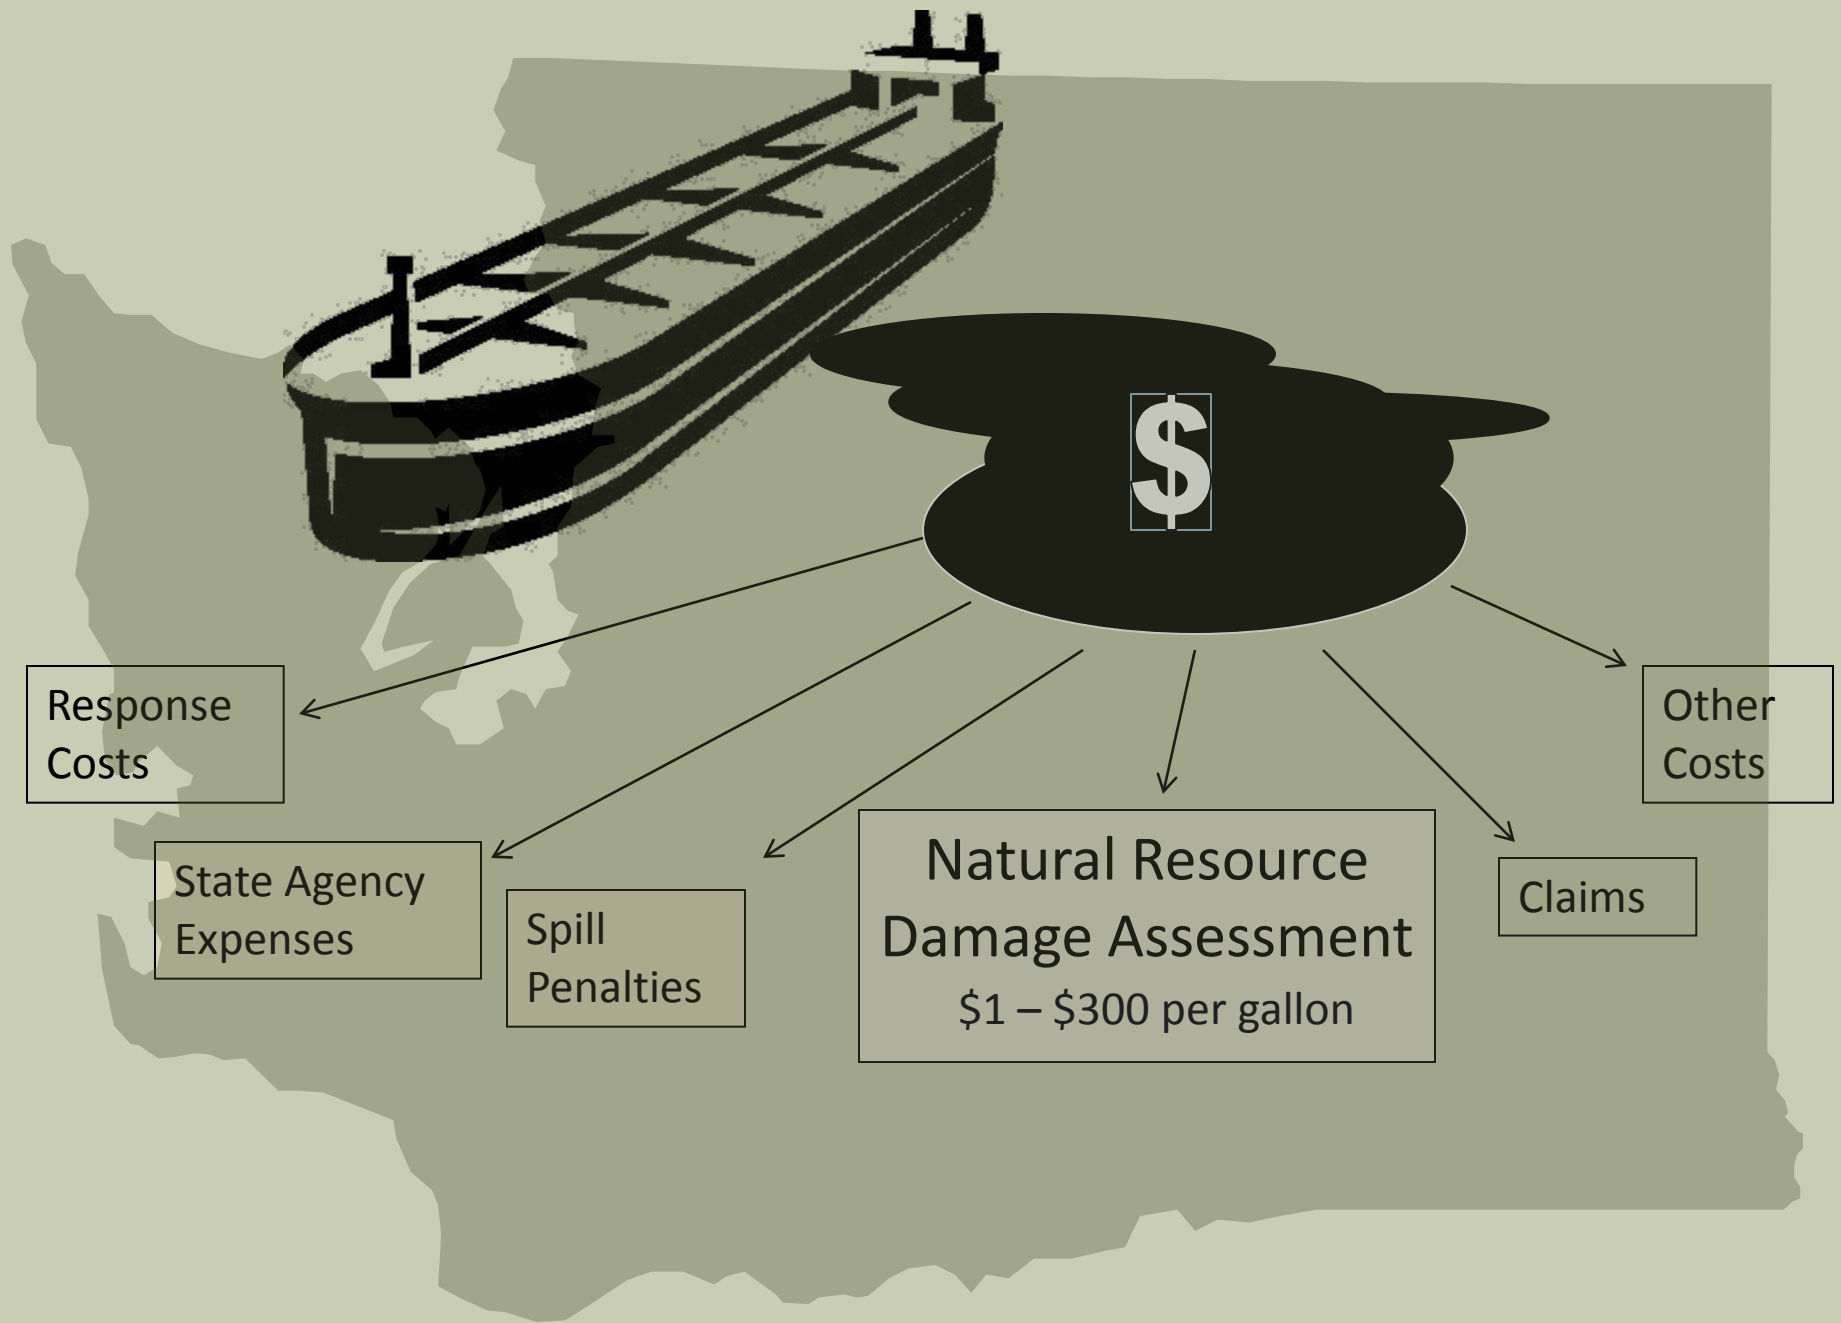 $
Response
Costs
Other
Costs
State Agency
Expenses
Spill
Penalties
Natural Resource
Damage Assessment
$1 – $300 per gallon
Claims